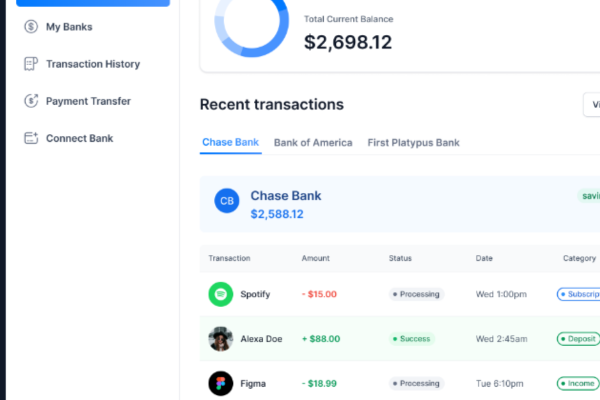 My Banks
Transaction History
Payment Transfer
Connect Bank
Total Current Balance
$2,698.12
Recent transactions
Chase Bank Bank of America First Platypus Bank
CB
Chase Bank
$2,588.12
Transaction Amount Status Date Category
Spotify - $15.00 Processing Wed 1:00pm
Alexa Doe + $88.00 Success Wed 2:45am Deposit
Figma - $18.99 Processing Tue 6:10pm Income